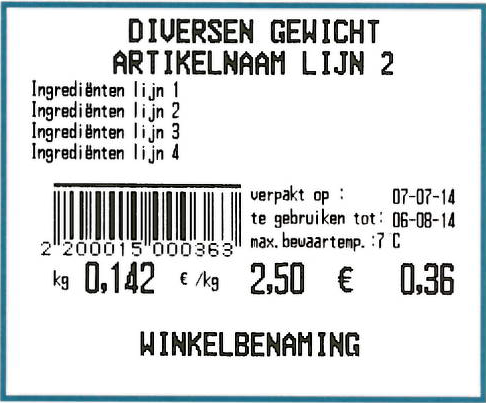 DIVERSEN GEWICHT
ARTIKELNAAM LIJN 2
Ingrediënten lijn 1
Ingrediënten lijn 2
Ingrediënten lijn 3
Ingrediënten lijn 4
verpakt op : 07-07-14
te gebruiken tot: 06-08-14
max.bewaartemp.:7 C
2 200015 000363
kg 0,142 € /kg 2,50 € 0,36
WINKELBENAMING